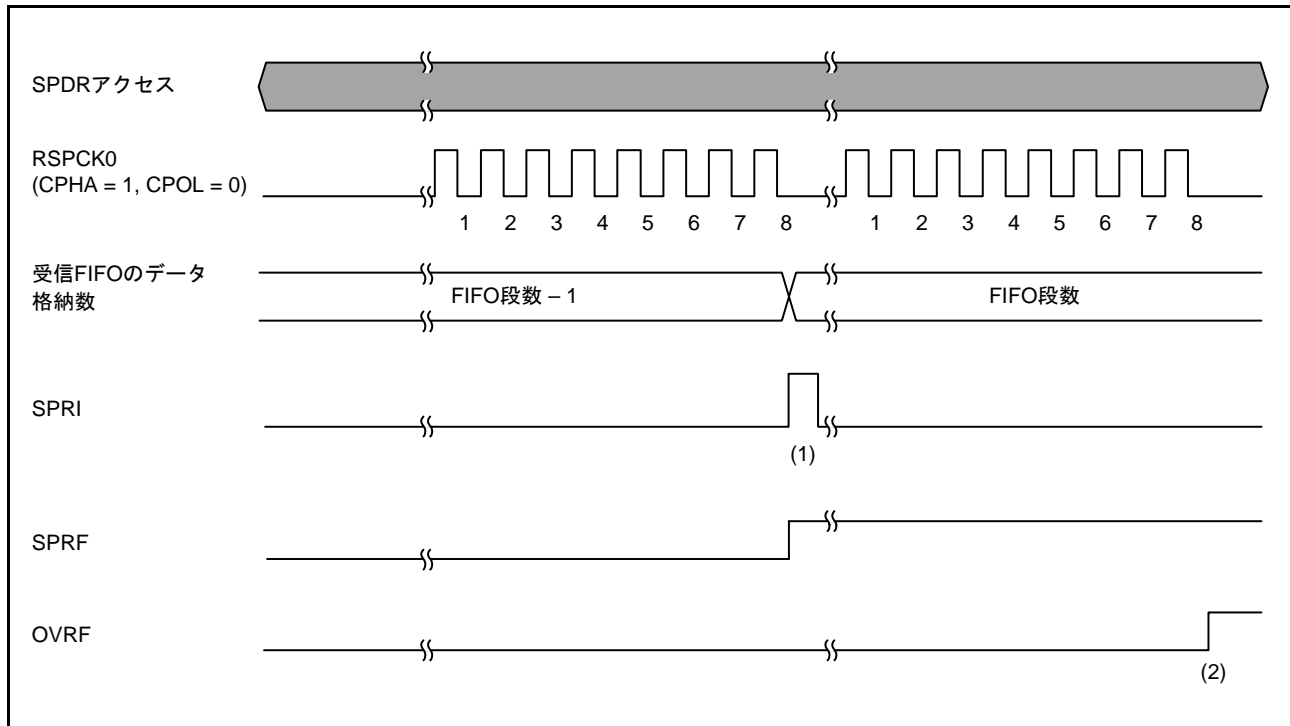 SPDRアクセス
RSPCK0
(CPHA = 1, CPOL = 0)
1 2 3 4 5 6 7 8 1 2 3 4 5 6 7 8
受信FIFOのデータ
格納数
FIFO段数 – 1 FIFO段数
SPRI
(1)
SPRF
OVRF
(2)